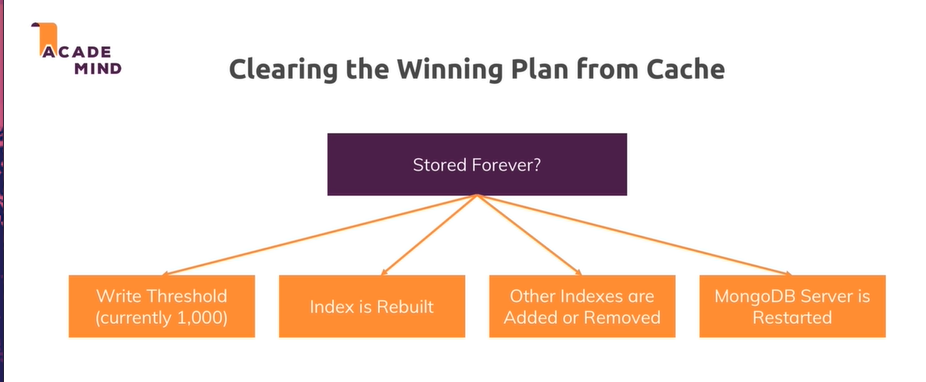 ACADE
MIND
Clearing the Winning Plan from Cache
Stored Forever?
Write Threshold
(currently 1,000)
Index is Rebuilt
Other Indexes are
Added or Removed
MongoDB Server is
Restarted